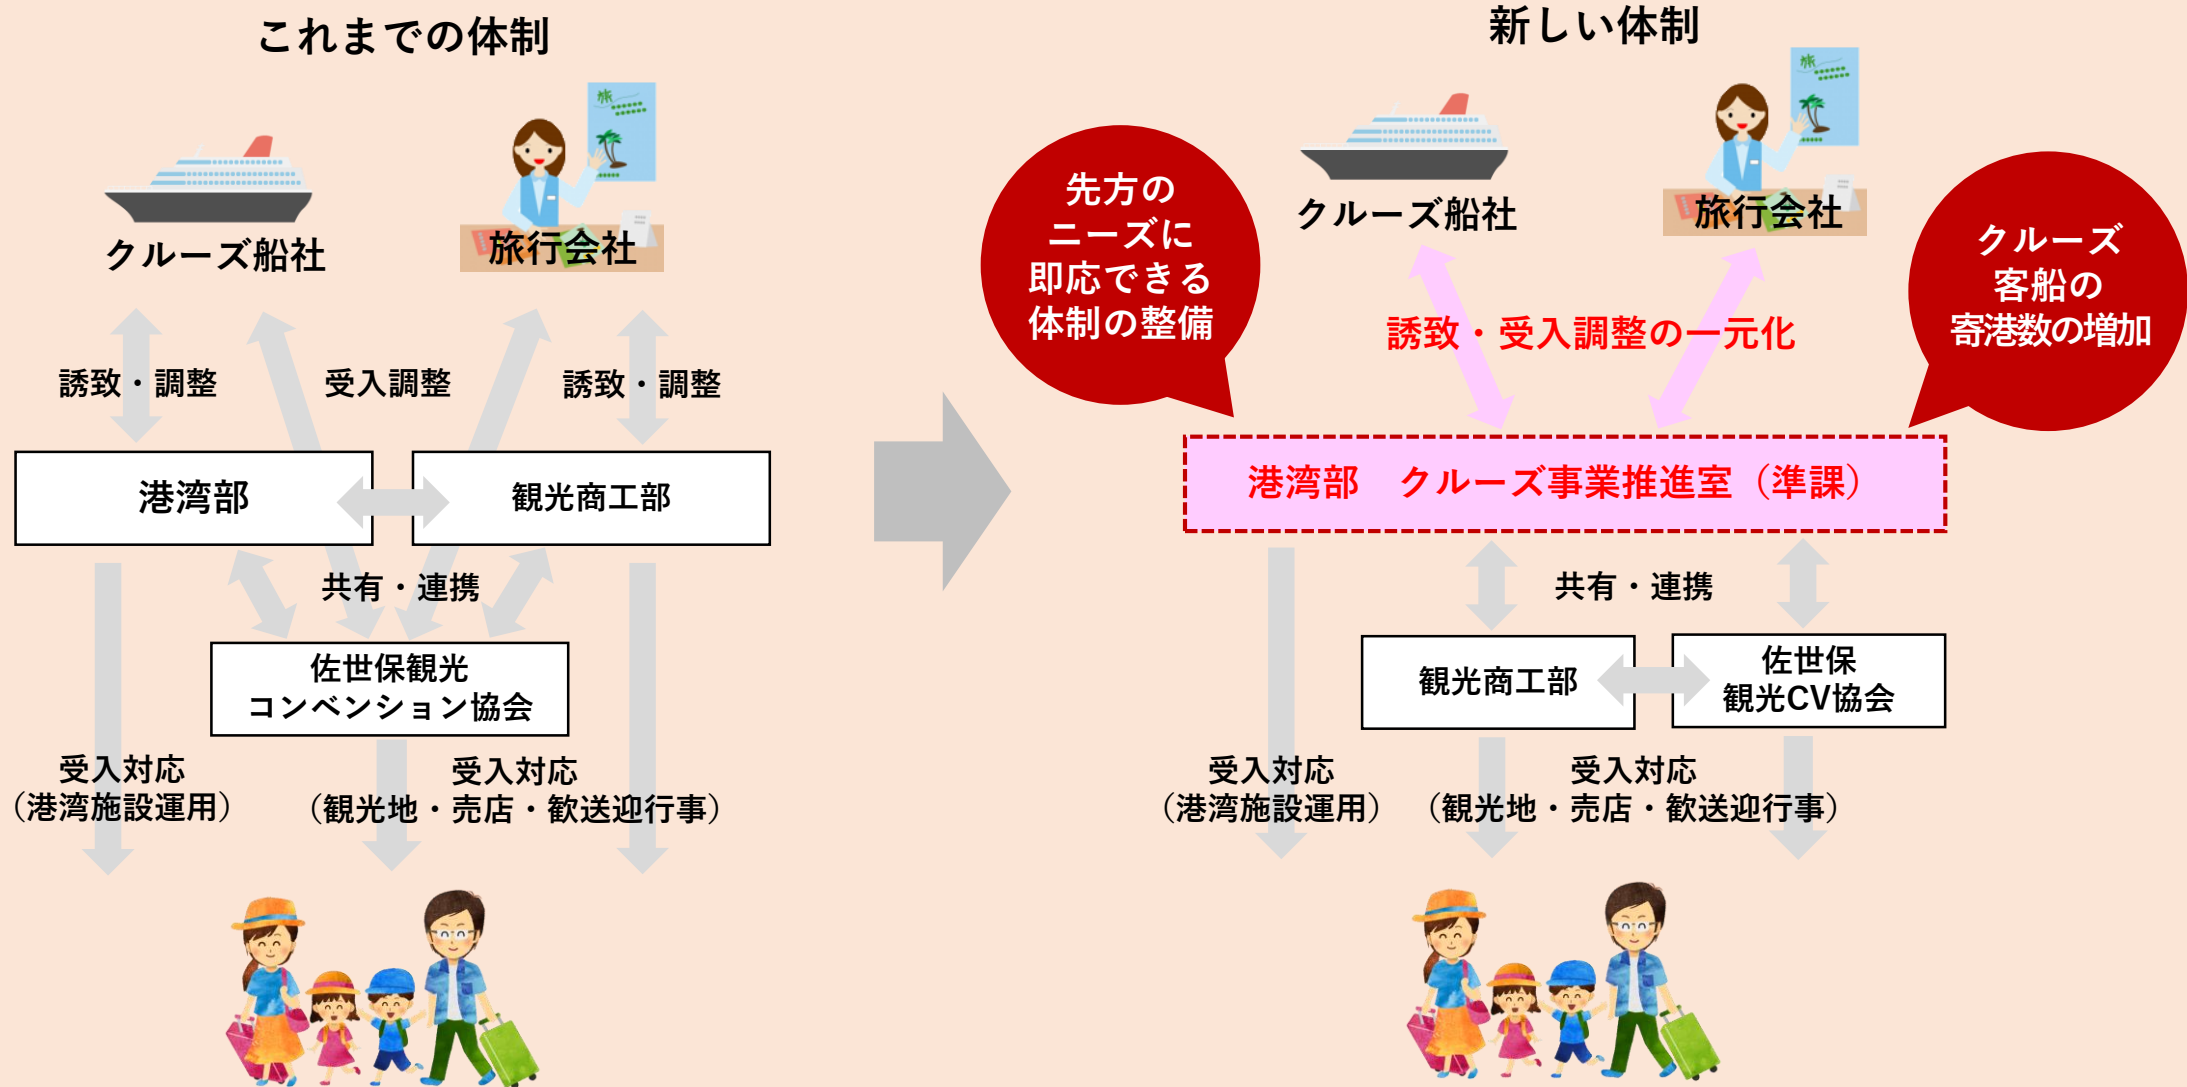 これまでの体制
旅
クルーズ船社
旅行会社
誘致・調整
受入調整
誘致・調整
港湾部
観光商工部
共有・連携
佐世保観光
コンベンション協会
受入対応
（港湾施設運用）
受入対応
（観光地・売店・歓送迎行事）
新しい体制
旅
クルーズ船社
旅行会社
先方の
ニーズに
即応できる
体制の整備
クルーズ
客船の
寄港数の増加
誘致・受入調整の一元化
港湾部　クルーズ事業推進室（準課）
共有・連携
観光商工部
佐世保
観光CV協会
受入対応
（港湾施設運用）
受入対応
（観光地・売店・歓送迎行事）